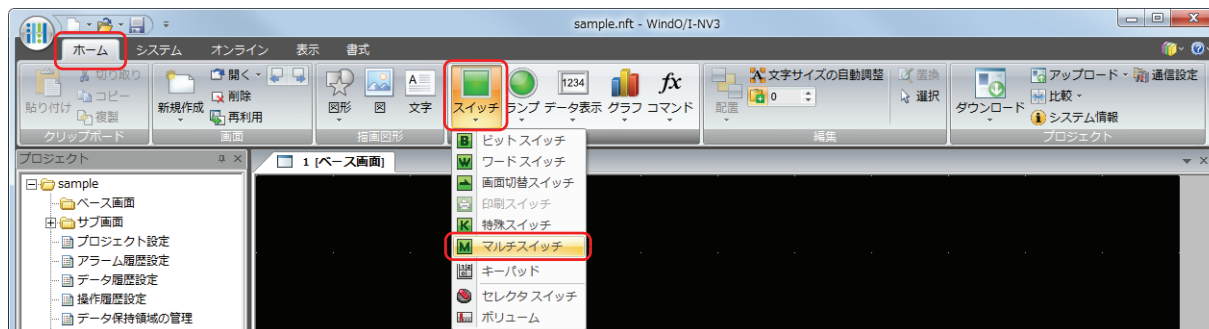 sample.nft - WindO/I-NV3
ホーム システム オンライン 表示 書式
貼り付け
切り取り
コピー
複製
クリップボード
新規作成
開く
削除
再利用
画面
図形 図 文字
描画図形
スイッチ ランプ データ表示 グラフ コマンド
1234
fx
配置
文字サイズの自動調整
0
置換
選択
編集
ダウンロード
アップロード
比較
システム情報
通信設定
プロジェクト
プロジェクト
sample
ベース画面
サブ画面
プロジェクト設定
アラーム履歴設定
データ履歴設定
操作履歴設定
データ保持領域の管理
1 [ベース画面]
B ビットスイッチ
W ワードスイッチ
画面切替スイッチ
印刷スイッチ
K 特殊スイッチ
M マルチスイッチ
キーパッド
セレクタ スイッチ
ボリューム